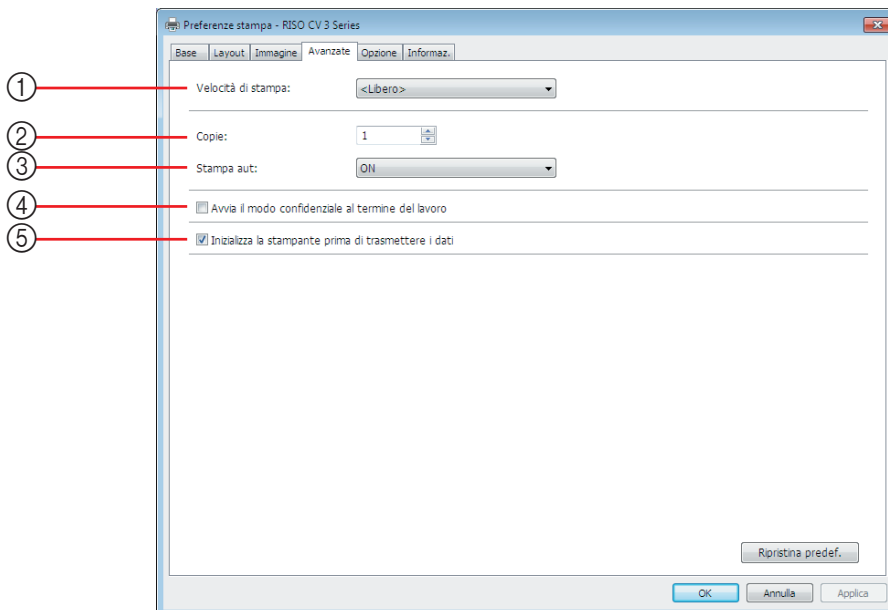 Preferenze stampa - RISO CV 3 Series
Base Layout Immagine Avanzate Opzione Informaz.
① Velocità di stampa: <Libero>
② Copie: 1
③ Stampa aut: ON
④ Avvia il modo confidenziale al termine del lavoro
⑤ Inizializza la stampante prima di trasmettere i dati
Ripristina predef.
OK Annulla Applica